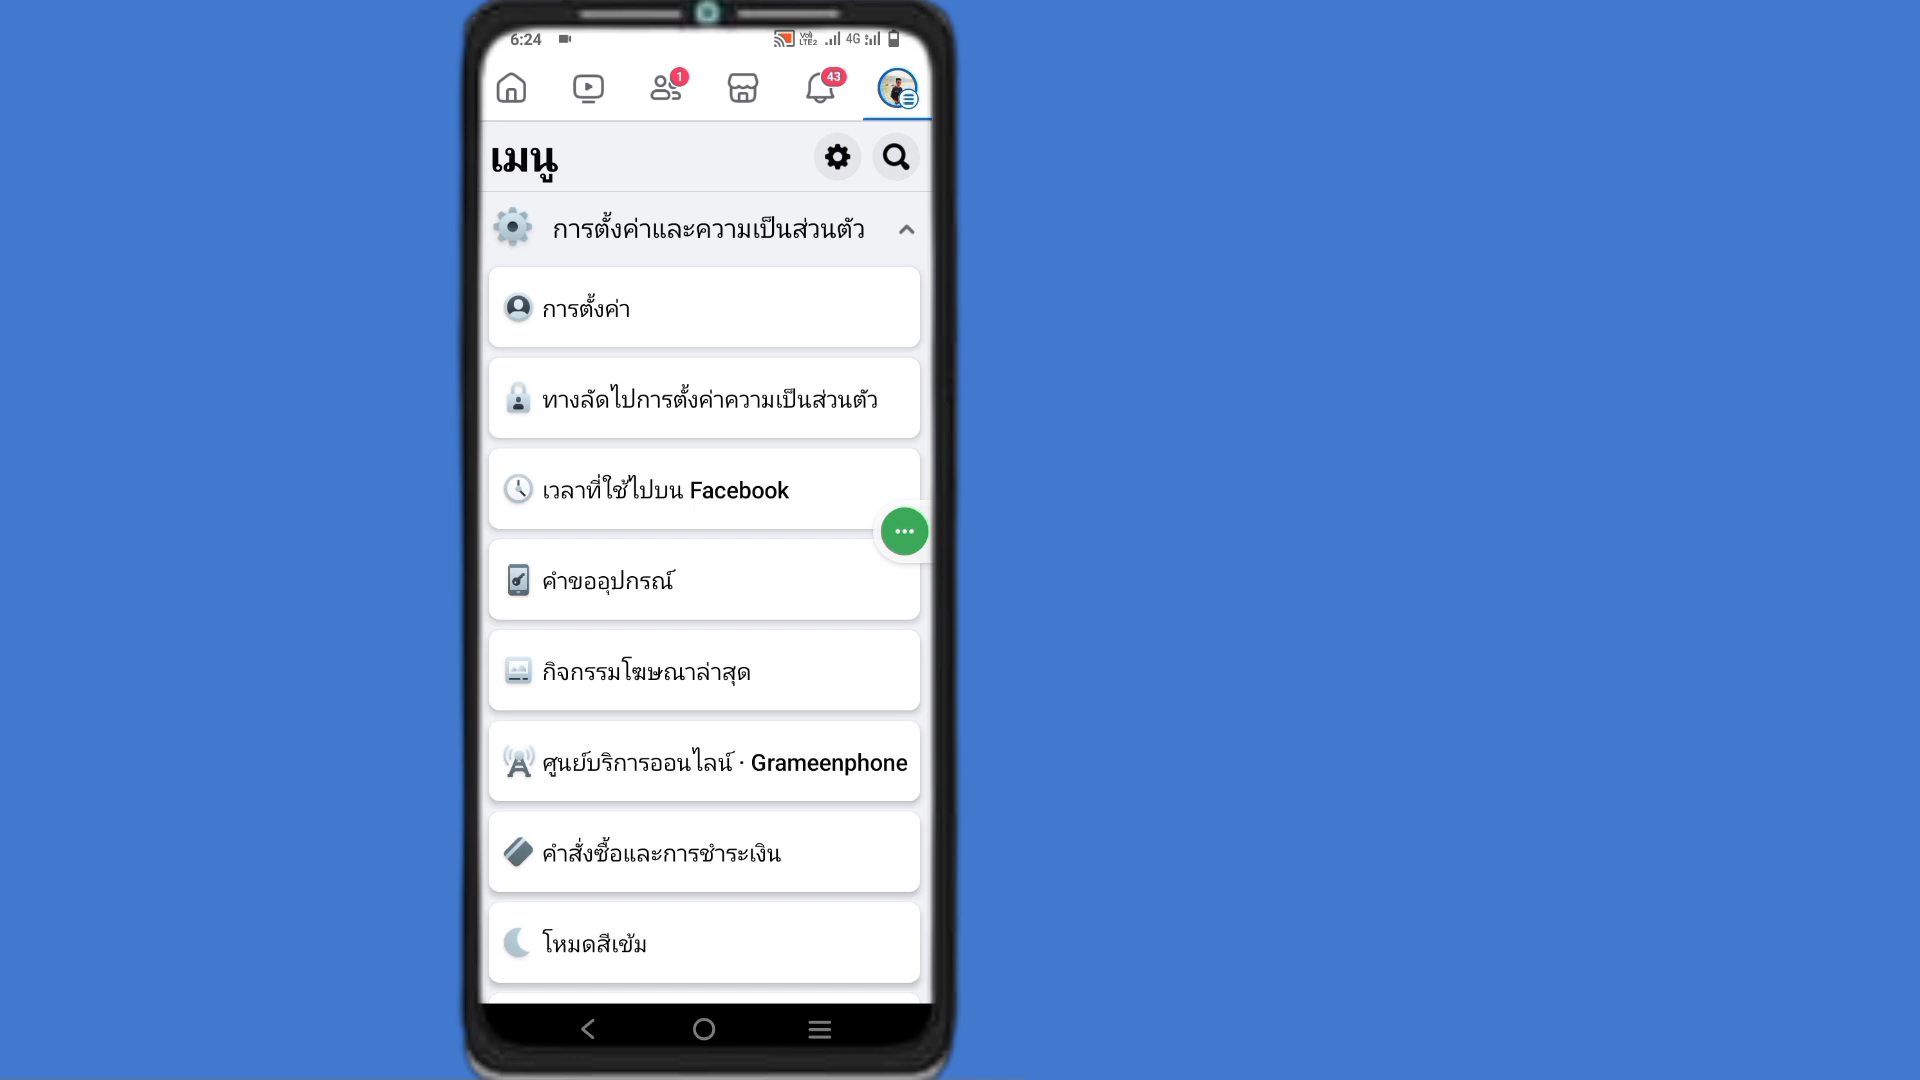 6:24
Vo)) LTE2
4G
1
43
เมนู
การตั้งค่าและความเป็นส่วนตัว
การตั้งค่า
ทางลัดไปการตั้งค่าความเป็นส่วนตัว
เวลาที่ใช้ไปบน Facebook
คำขออุปกรณ์
กิจกรรมโฆษณาล่าสุด
ศูนย์บริการออนไลน์ · Grameenphone
คำสั่งซื้อและการชำระเงิน
โหมดสีเข้ม